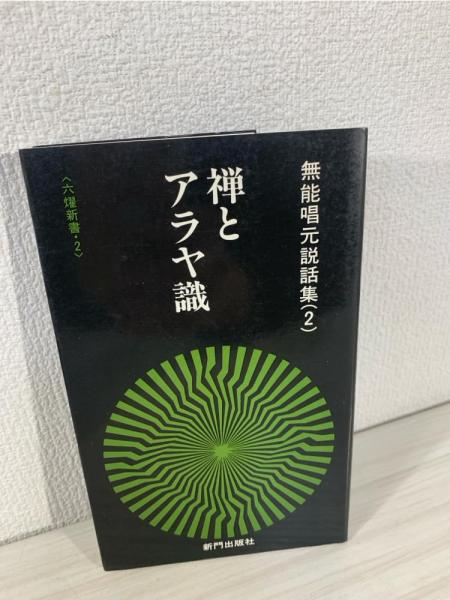 無能唱元説話集(2)
禅と
アラヤ識
〈六燿新書・2〉
新門出版社